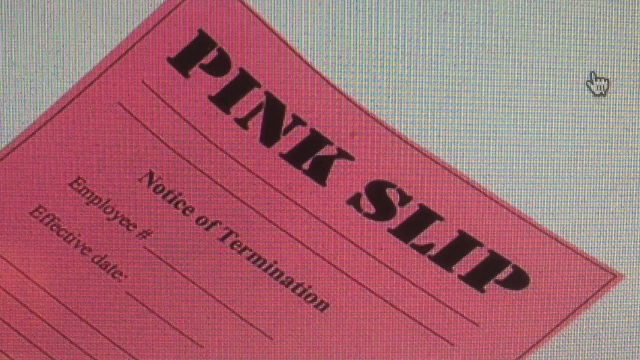 PINK SLIP
Notice of Termination
Employee #
Effective date: